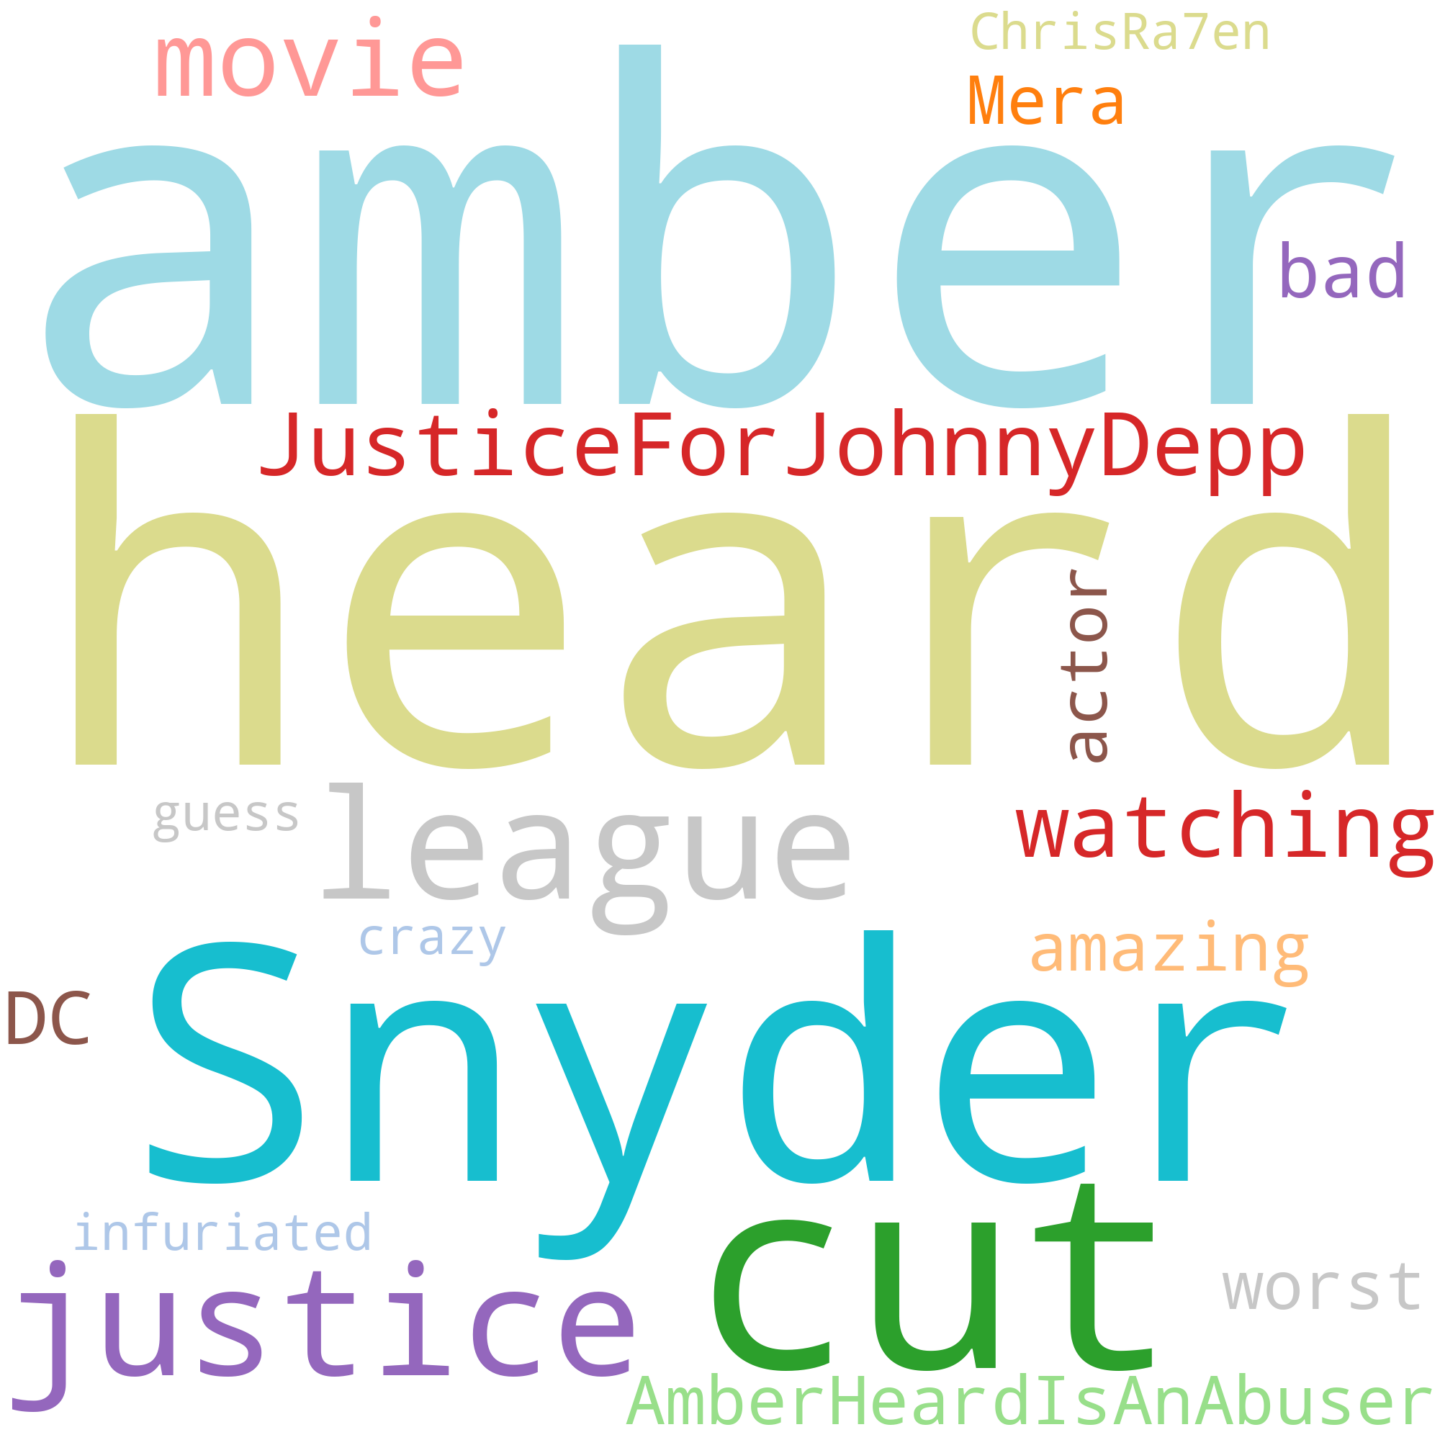 movie
ChrisRa7en
Mera
amber
bad
JusticeForJohnnyDepp
heard
actor
guess
league
watching
crazy
amazing
DC
Snyder
infuriated
cut
justice
worst
AmberHeardIsAnAbuser